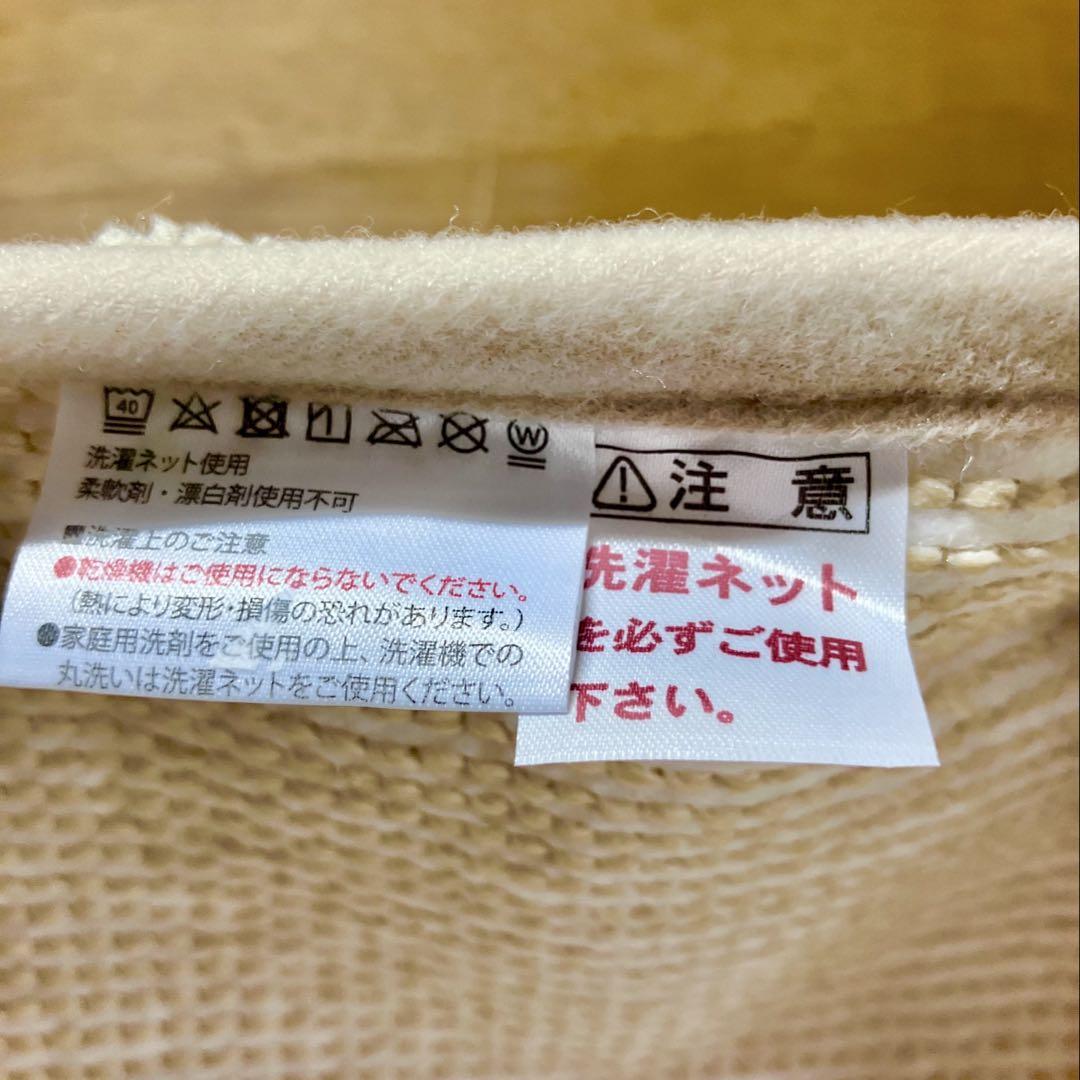 40 W
洗濯ネット使用
柔軟剤・漂白剤使用不可
■洗濯上のご注意
●乾燥機はご使用にならないでください。
(熱により変形・損傷の恐れがあります。)
●家庭用洗剤をご使用の上、洗濯機での
丸洗いは洗濯ネットをご使用ください。
注意
洗濯ネット
を必ずご使用
下さい。